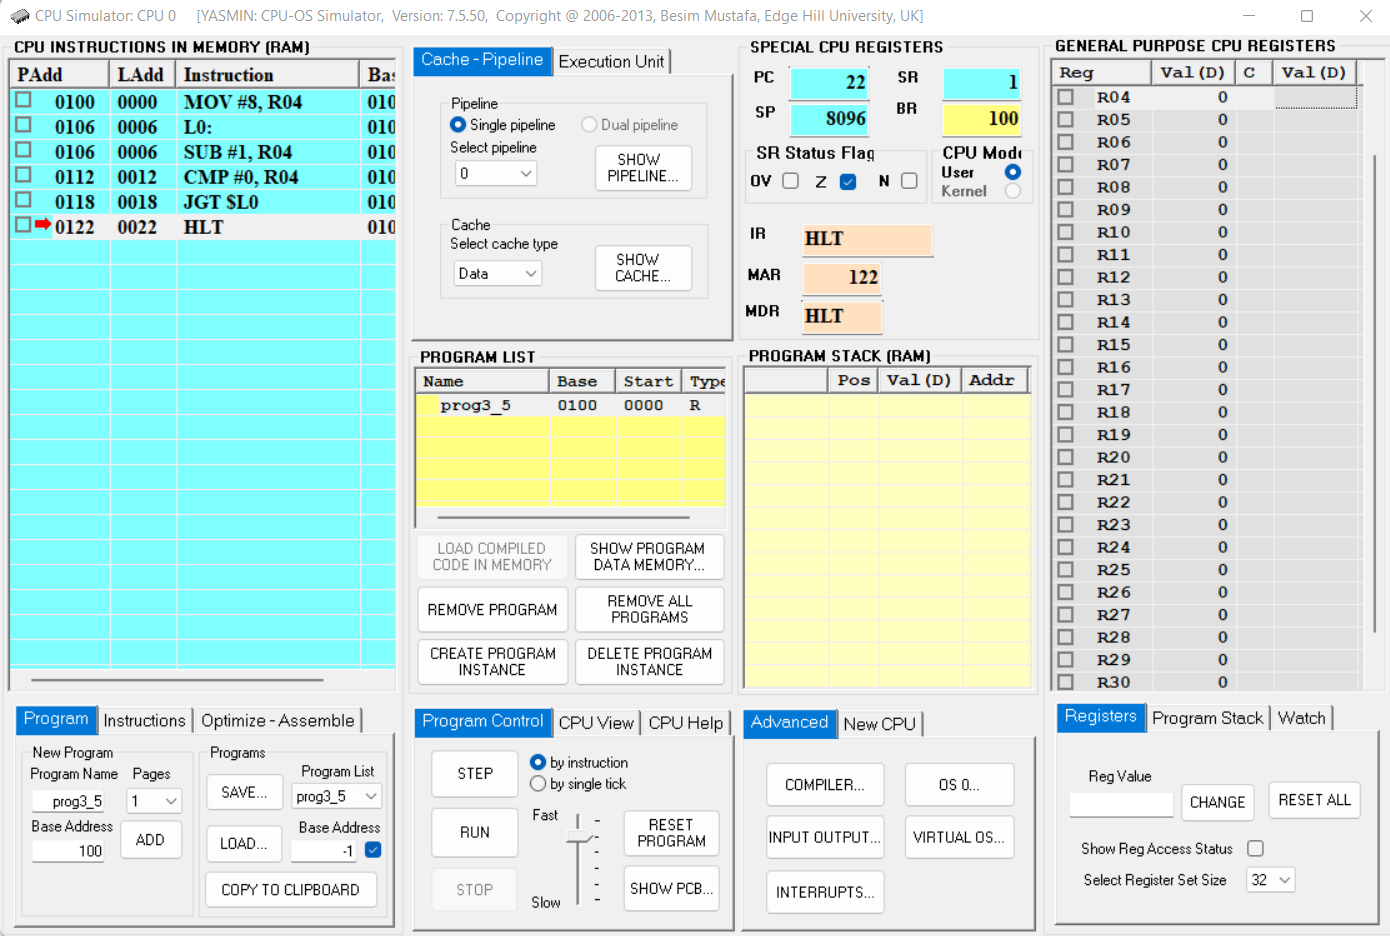 CPU Simulator: CPU 0 [YASMIN: CPU-OS Simulator, Version: 7.5.50, Copyright @ 2006-2013, Besim Mustafa, Edge Hill University, UK]
CPU INSTRUCTIONS IN MEMORY (RAM)
PAdd LAdd Instruction Bas
0100 0000 MOV #8, R04 010
0106 0006 L0: 010
0106 0006 SUB #1, R04 010
0112 0012 CMP #0, R04 010
0118 0018 JGT $L0 010
0122 0022 HLT 010
Program Instructions Optimize - Assemble
New Program
Program Name Pages
prog3_5 1
Base Address
100 ADD
Programs
Program List
SAVE... prog3_5
Base Address
LOAD... -1
COPY TO CLIPBOARD
Cache - Pipeline Execution Unit
Pipeline
Single pipeline Dual pipeline
Select pipeline
0 SHOW
PIPELINE...
Cache
Select cache type
Data SHOW
CACHE...
PROGRAM LIST
Name Base Start Type
prog3_5 0100 0000 R
LOAD COMPILED
CODE IN MEMORY
SHOW PROGRAM
DATA MEMORY...
REMOVE PROGRAM
REMOVE ALL
PROGRAMS
CREATE PROGRAM
INSTANCE
DELETE PROGRAM
INSTANCE
Program Control CPU View CPU Help
STEP
by instruction
by single tick
RUN
STOP
Fast
Slow
RESET
PROGRAM
SHOW PCB...
SPECIAL CPU REGISTERS
PC 22 SR 1
SP 8096 BR 100
SR Status Flag
OV Z N
CPU Mode
User
Kernel
IR HLT
MAR 122
MDR HLT
PROGRAM STACK (RAM)
Pos Val(D) Addr
Advanced New CPU
COMPILER... OS 0...
INPUT OUTPUT... VIRTUAL OS...
INTERRUPTS...
GENERAL PURPOSE CPU REGISTERS
Reg Val(D) C Val(D)
R04 0
R05 0
R06 0
R07 0
R08 0
R09 0
R10 0
R11 0
R12 0
R13 0
R14 0
R15 0
R16 0
R17 0
R18 0
R19 0
R20 0
R21 0
R22 0
R23 0
R24 0
R25 0
R26 0
R27 0
R28 0
R29 0
R30 0
Registers Program Stack Watch
Reg Value
CHANGE RESET ALL
Show Reg Access Status
Select Register Set Size 32